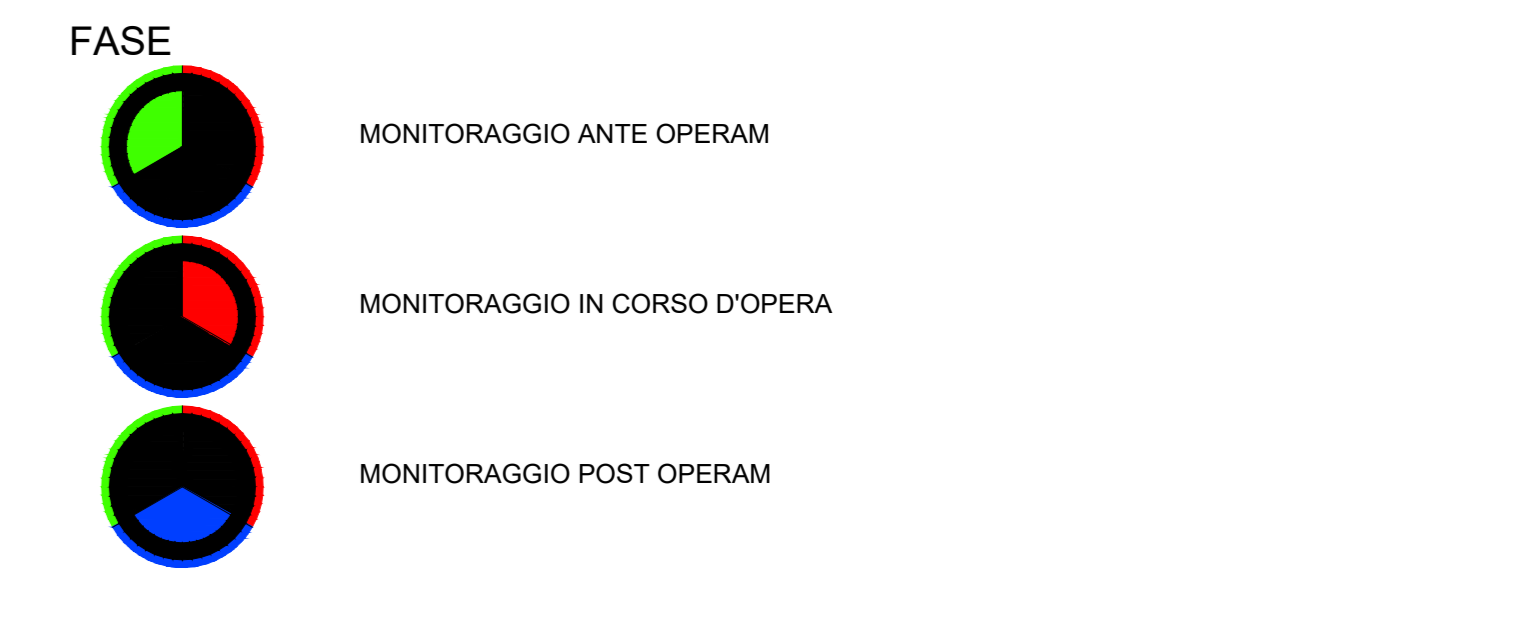 FASE
MONITORAGGIO ANTE OPERAM
MONITORAGGIO IN CORSO D'OPERA
MONITORAGGIO POST OPERAM